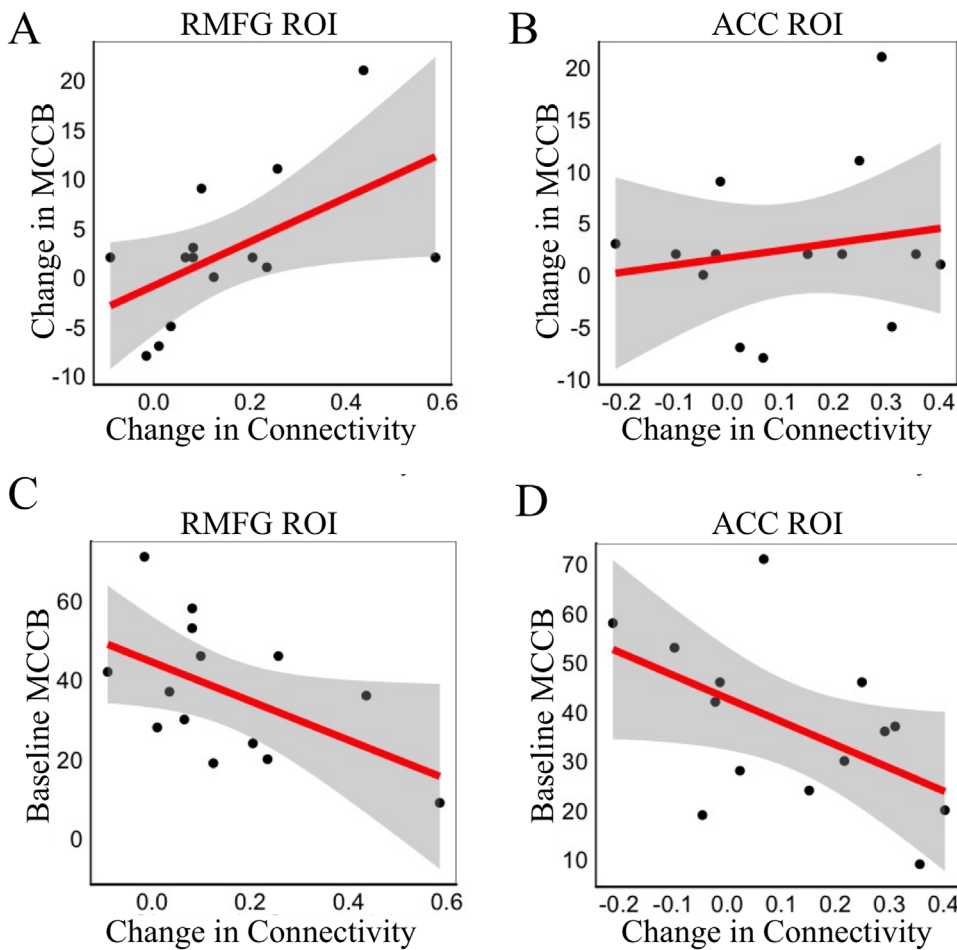 A
RMFG ROI
Change in MCCB
20
15
10
5
0
-5
-10
0.0 0.2 0.4 0.6
Change in Connectivity
B
ACC ROI
Change in MCCB
20
15
10
5
0
-5
-10
-0.2 -0.1 0.0 0.1 0.2 0.3 0.4
Change in Connectivity
C
RMFG ROI
Baseline MCCB
60
40
20
0
0.0 0.2 0.4 0.6
Change in Connectivity
D
ACC ROI
Baseline MCCB
70
60
50
40
30
20
10
-0.2 -0.1 0.0 0.1 0.2 0.3 0.4
Change in Connectivity